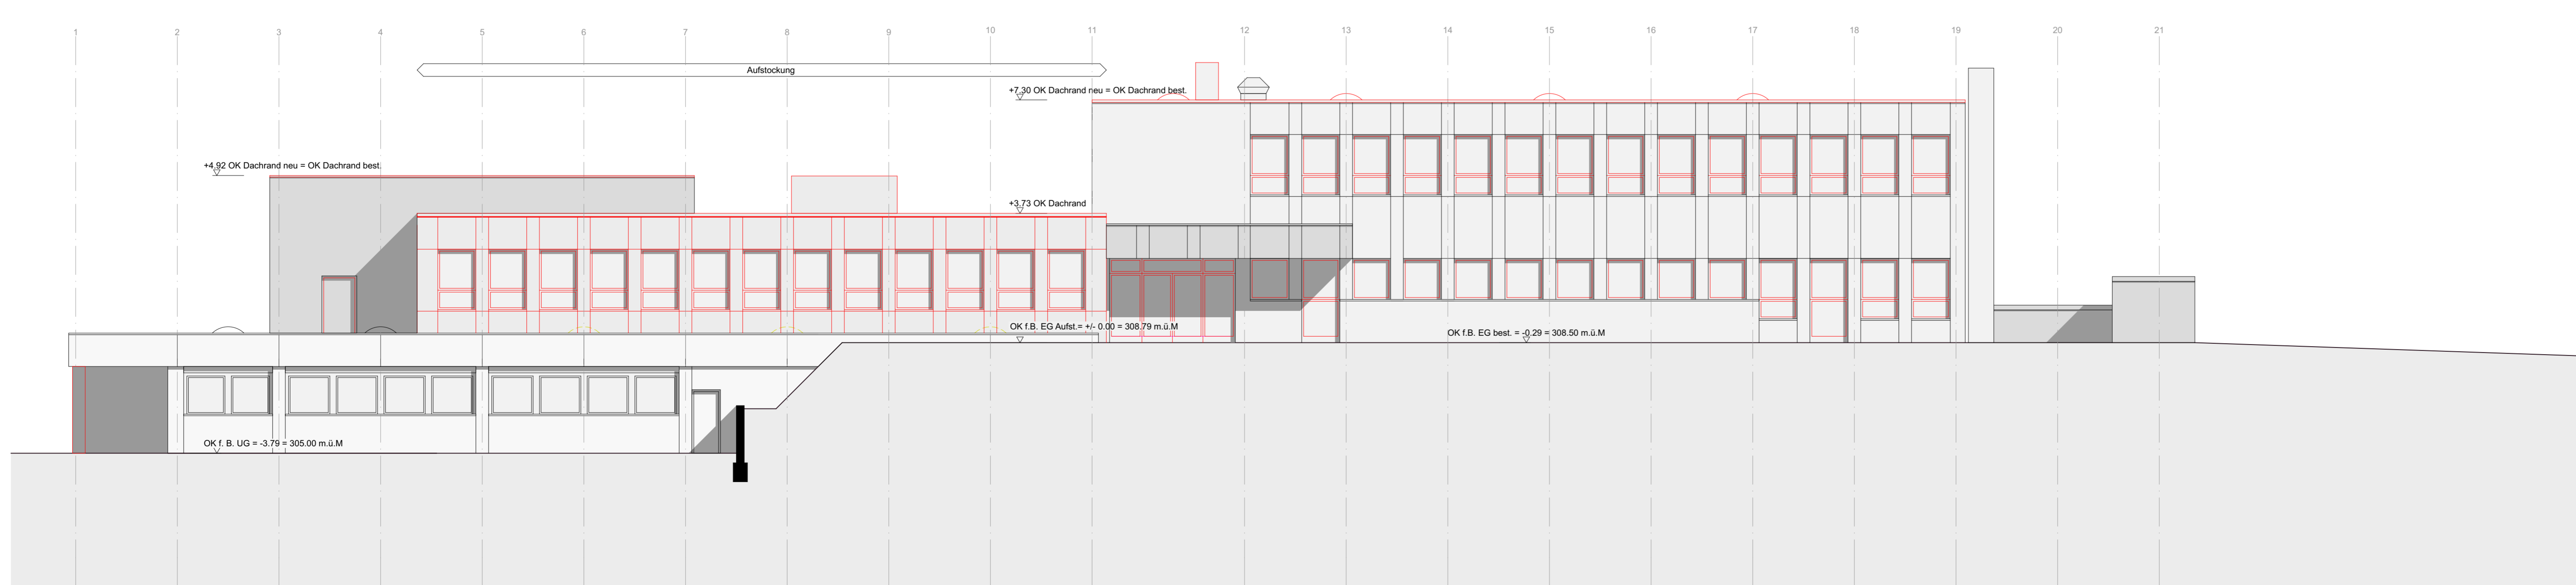 1 2 3 4 5 6 7 8 9 10 11 12 13 14 15 16 17 18 19 20 21
Aufstockung
+7.30 OK Dachrand neu = OK Dachrand best.
+4.92 OK Dachrand neu = OK Dachrand best.
+3.73 OK Dachrand
OK f.B. EG Aufst.= +/- 0.00 = 308.79 m.ü.M
OK f.B. EG best. = -0.29 = 308.50 m.ü.M
OK f. B. UG = -3.79 = 305.00 m.ü.M